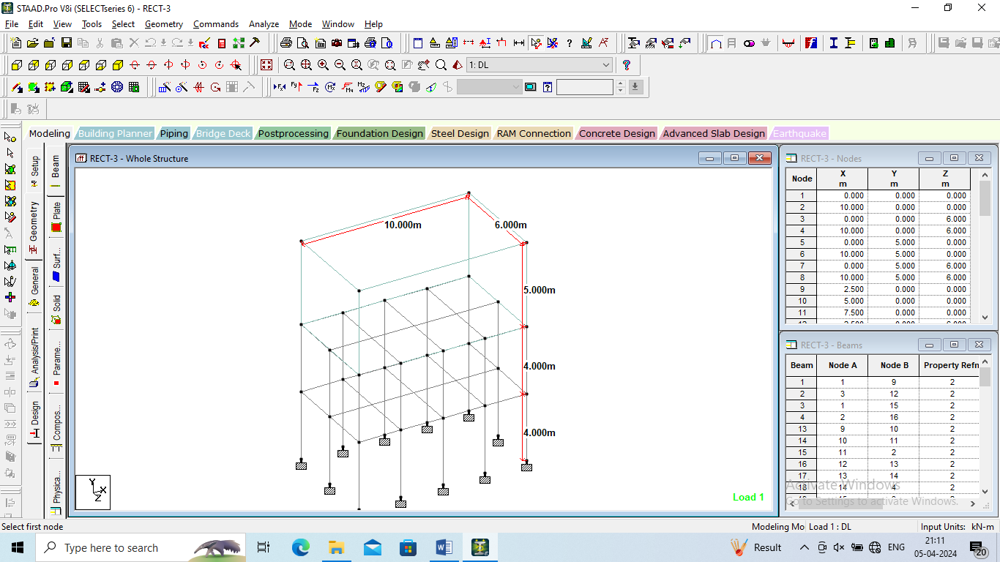 STAAD.Pro V8i (SELECTseries 6) - RECT-3
File Edit View Tools Select Geometry Commands Analyze Mode Window Help
1: DL
Modeling Building Planner Piping Bridge Deck Postprocessing Foundation Design Steel Design RAM Connection Concrete Design Advanced Slab Design Earthquake
Setup
Geometry
General
Analysis/Print
Design
Beam
Plate
Surf...
Solid
Parame...
Compos...
Physica...
RECT-3 - Whole Structure
10.000m
6.000m
5.000m
4.000m
4.000m
Y
X
Z
Load 1
RECT-3 - Nodes
Node X m Y m Z m
1 0.000 0.000 0.000
2 10.000 0.000 0.000
3 0.000 0.000 6.000
4 10.000 0.000 6.000
5 0.000 5.000 0.000
6 10.000 5.000 0.000
7 0.000 5.000 6.000
8 10.000 5.000 6.000
9 2.500 0.000 0.000
10 5.000 0.000 0.000
11 7.500 0.000 0.000
RECT-3 - Beams
Beam Node A Node B Property Refn
1 1 9 2
2 3 12 2
3 1 15 2
4 2 16 2
13 9 10 2
14 10 11 2
15 11 2 2
16 12 13 2
17 13 14 2
18 14 4 2
Activate Windows
Go to Settings to activate Windows.
Select first node
Modeling Mo Load 1 : DL Input Units: kN-m
Type here to search
Result
ENG
21:11
05-04-2024
20